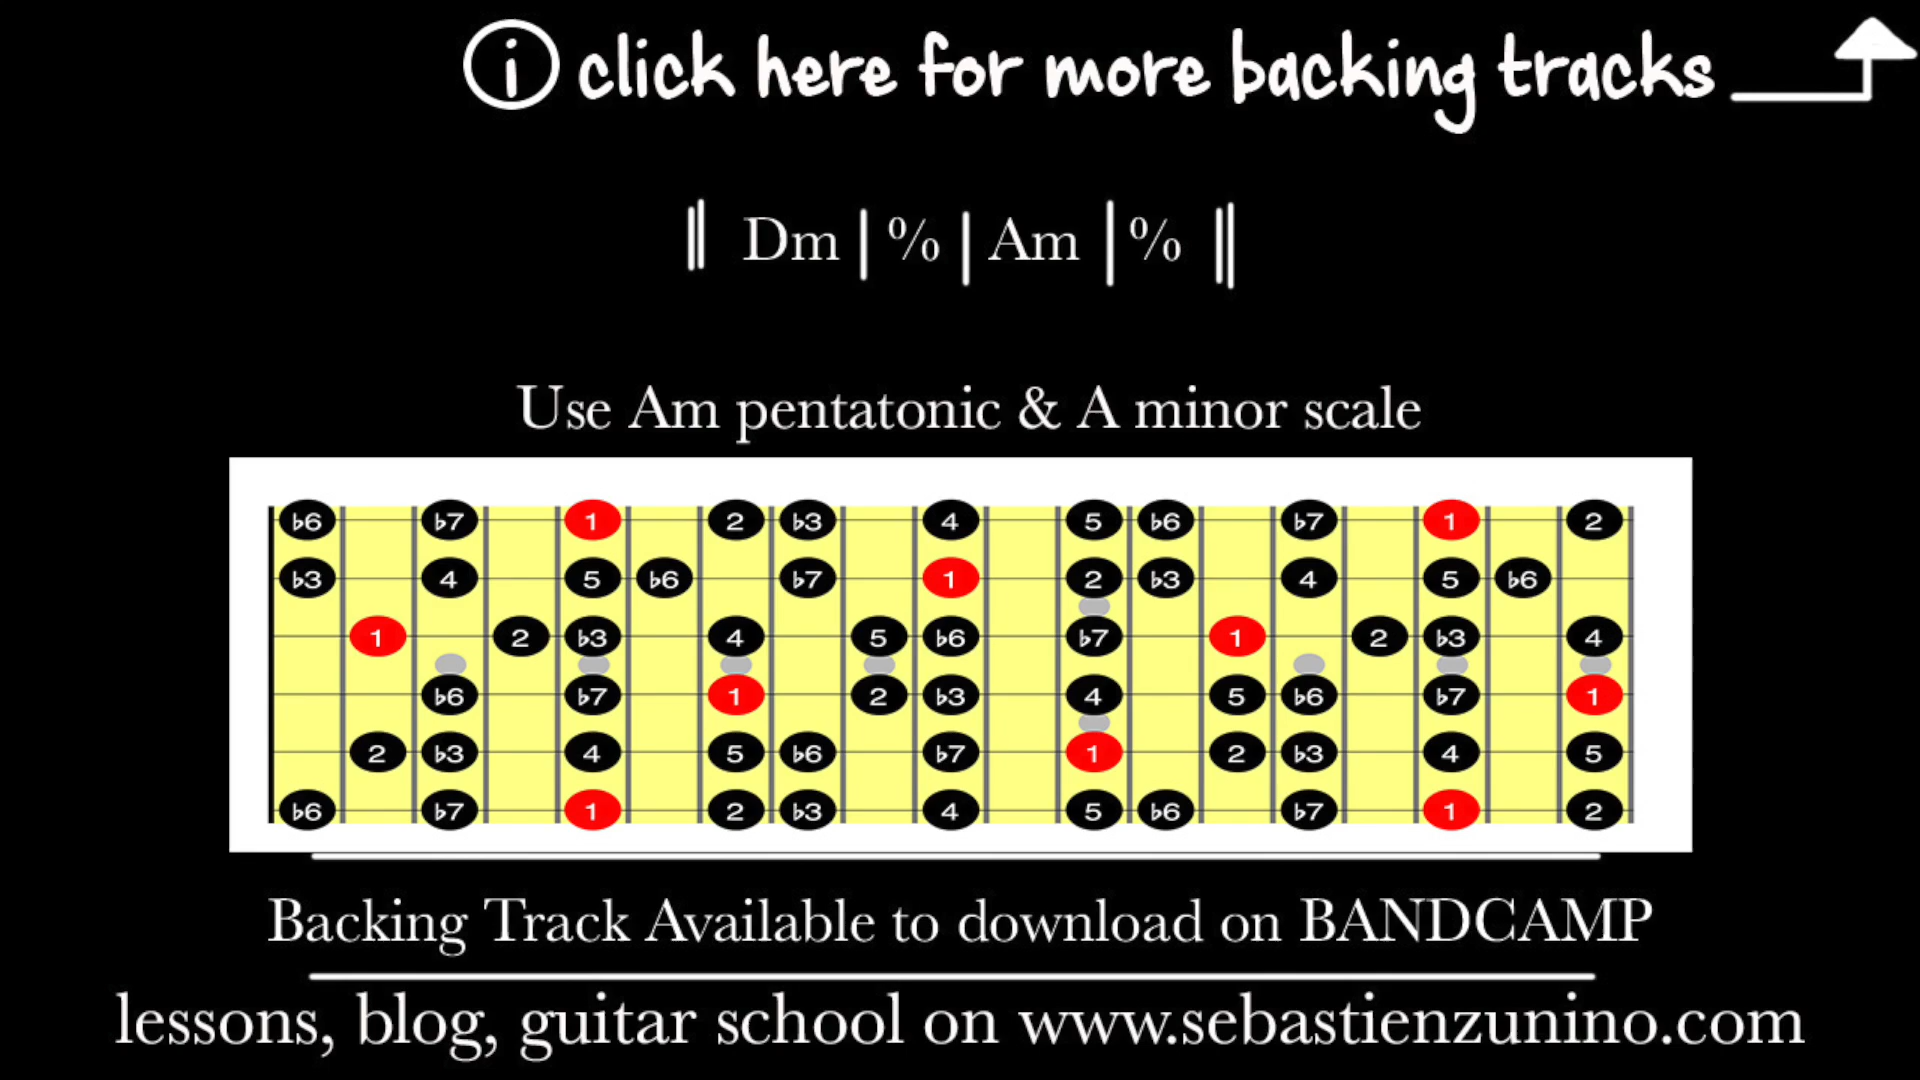 i click here for more backing tracks
|| Dm | % | Am | % ||
Use Am pentatonic & A minor scale
♭6 ♭7 1 2 ♭3 4 5 ♭6 ♭7 1 2
♭3 4 5 ♭6 ♭7 1 2 ♭3 4 5 ♭6
1 2 ♭3 4 5 ♭6 ♭7 1 2 ♭3 4
♭6 ♭7 1 2 ♭3 4 5 ♭6 ♭7 1
2 ♭3 4 5 ♭6 ♭7 1 2 ♭3 4 5
♭6 ♭7 1 2 ♭3 4 5 ♭6 ♭7 1 2
Backing Track Available to download on BANDCAMP
lessons, blog, guitar school on www.sebastienzunino.com